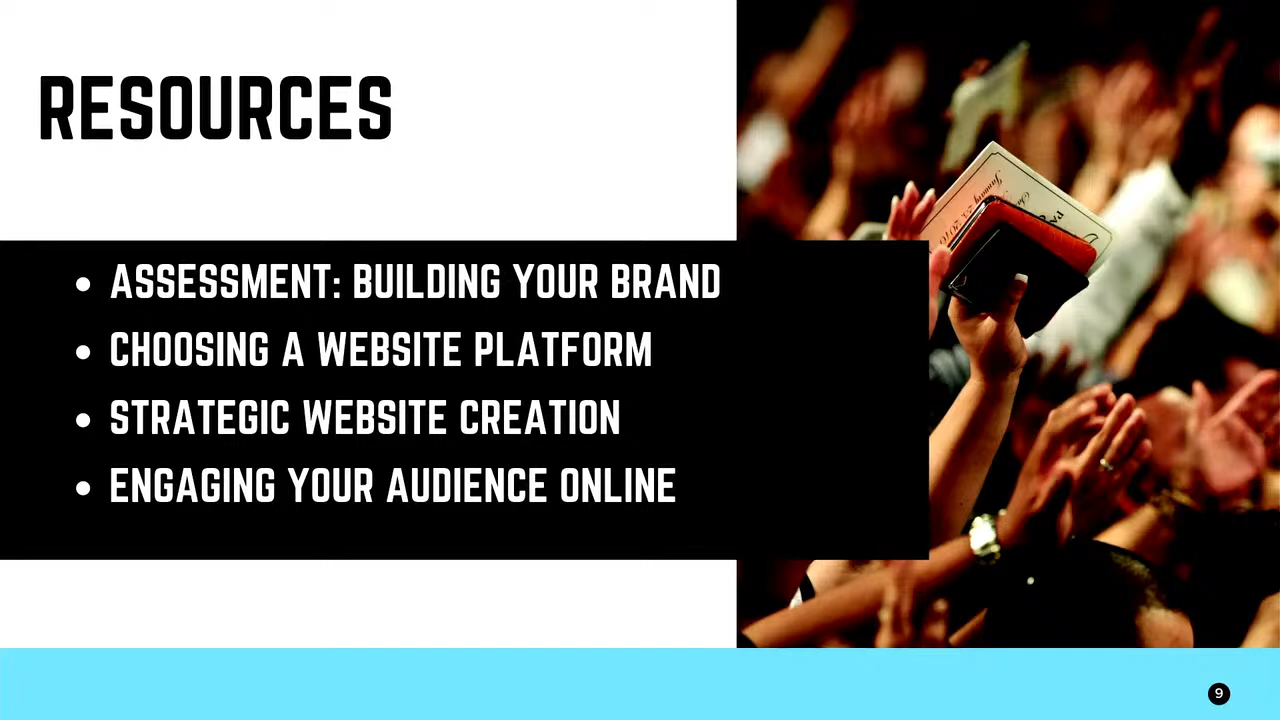 RESOURCES
ASSESSMENT: BUILDING YOUR BRAND
CHOOSING A WEBSITE PLATFORM
STRATEGIC WEBSITE CREATION
ENGAGING YOUR AUDIENCE ONLINE
9